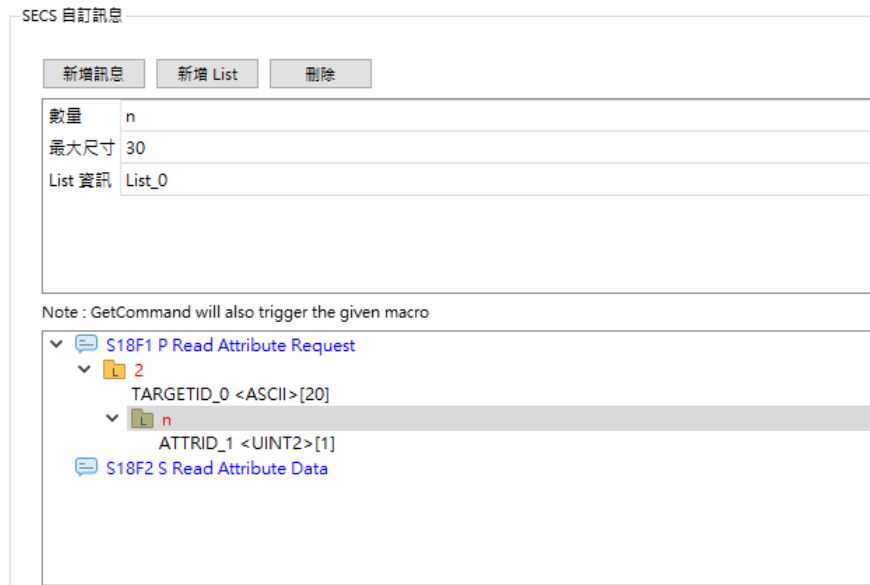 SECS 自訂訊息
新增訊息 新增 List 刪除
數量 n
最大尺寸 30
List 資訊 List_0
Note : GetCommand will also trigger the given macro
S18F1 P Read Attribute Request
L 2
TARGETID_0 <ASCII>[20]
L n
ATTRID_1 <UINT2>[1]
S18F2 S Read Attribute Data